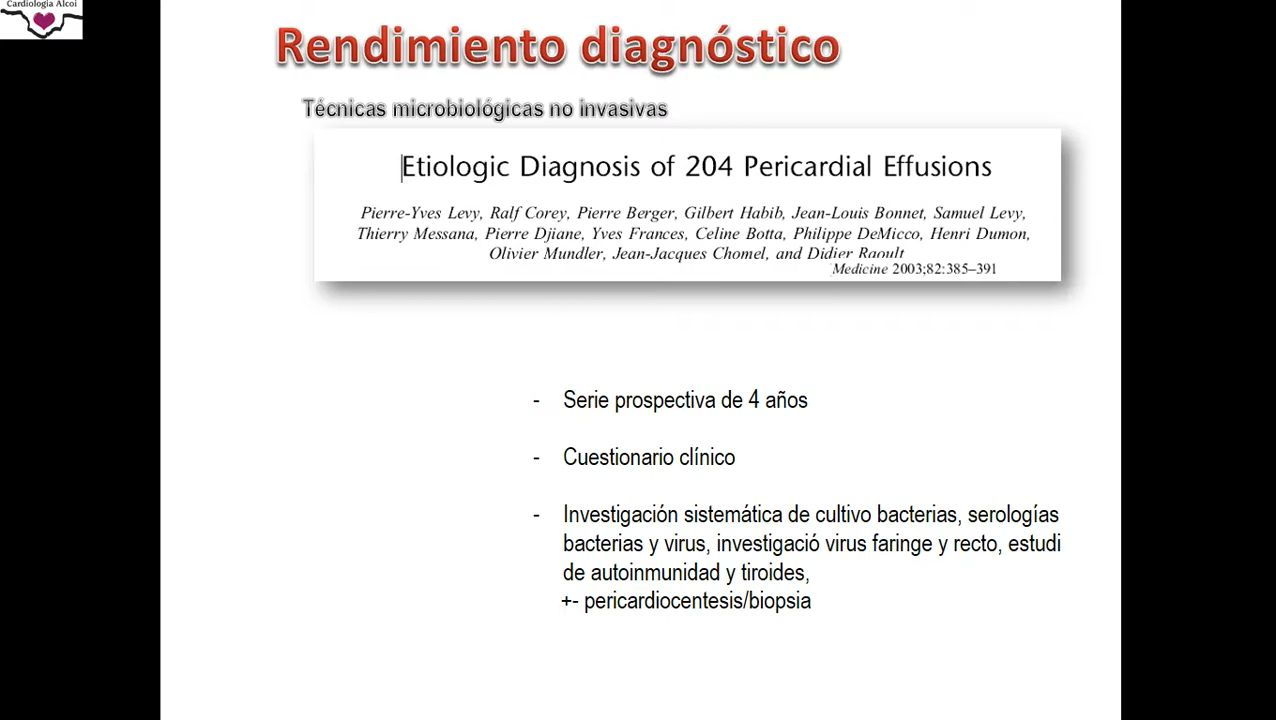 Cardiología Alcoi
Rendimiento diagnóstico
Técnicas microbiológicas no invasivas
Etiologic Diagnosis of 204 Pericardial Effusions
Pierre-Yves Levy, Ralf Corey, Pierre Berger, Gilbert Habib, Jean-Louis Bonnet, Samuel Levy,
Thierry Messana, Pierre Djiane, Yves Frances, Celine Botta, Philippe DeMicco, Henri Dumon,
Olivier Mundler, Jean-Jacques Chomel, and Didier Raoult
Medicine 2003;82:385–391
- Serie prospectiva de 4 años
- Cuestionario clínico
- Investigación sistemática de cultivo bacterias, serologías
bacterias y virus, investigació virus faringe y recto, estudi
de autoinmunidad y tiroides,
+- pericardiocentesis/biopsia